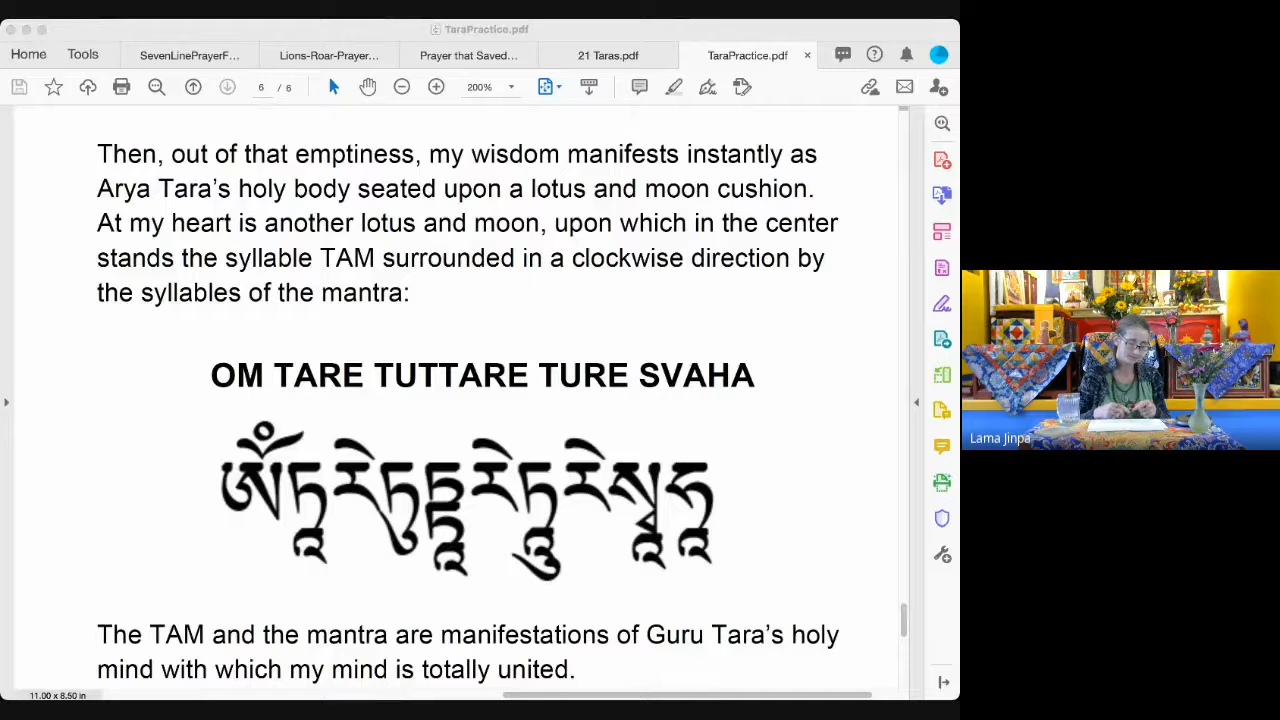 TaraPractice.pdf
Home
Tools
SevenLinePrayerF...
Lions-Roar-Prayer...
Prayer that Saved...
21 Taras.pdf
TaraPractice.pdf
6 / 6
200%
Then, out of that emptiness, my wisdom manifests instantly as
Arya Tara's holy body seated upon a lotus and moon cushion.
At my heart is another lotus and moon, upon which in the center
stands the syllable TAM surrounded in a clockwise direction by
the syllables of the mantra:
OM TARE TUTTARE TURE SVAHA
ཨོཾ་ཏཱ་རེ་ཏུ་ཏྟཱ་རེ་ཏུ་རེ་སྭཱ་ཧཱ
The TAM and the mantra are manifestations of Guru Tara's holy
mind with which my mind is totally united.
11.00 x 8.50 in
Lama Jinpa